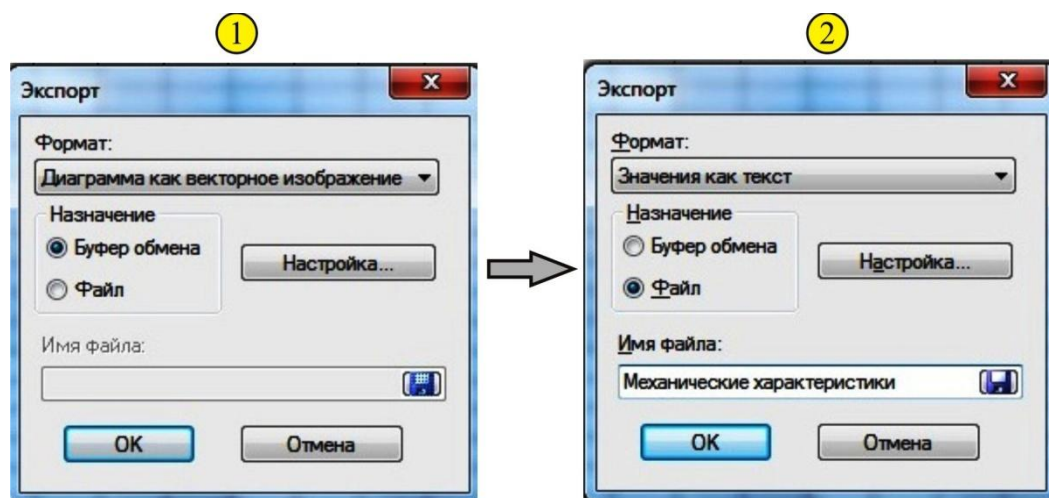 1
Экспорт
Формат:
Диаграмма как векторное изображение
Назначение
Буфер обмена
Файл
Настройка...
Имя файла:
OK
Отмена
2
Экспорт
Формат:
Значения как текст
Назначение
Буфер обмена
Файл
Настройка...
Имя файла:
Механические характеристики
OK
Отмена